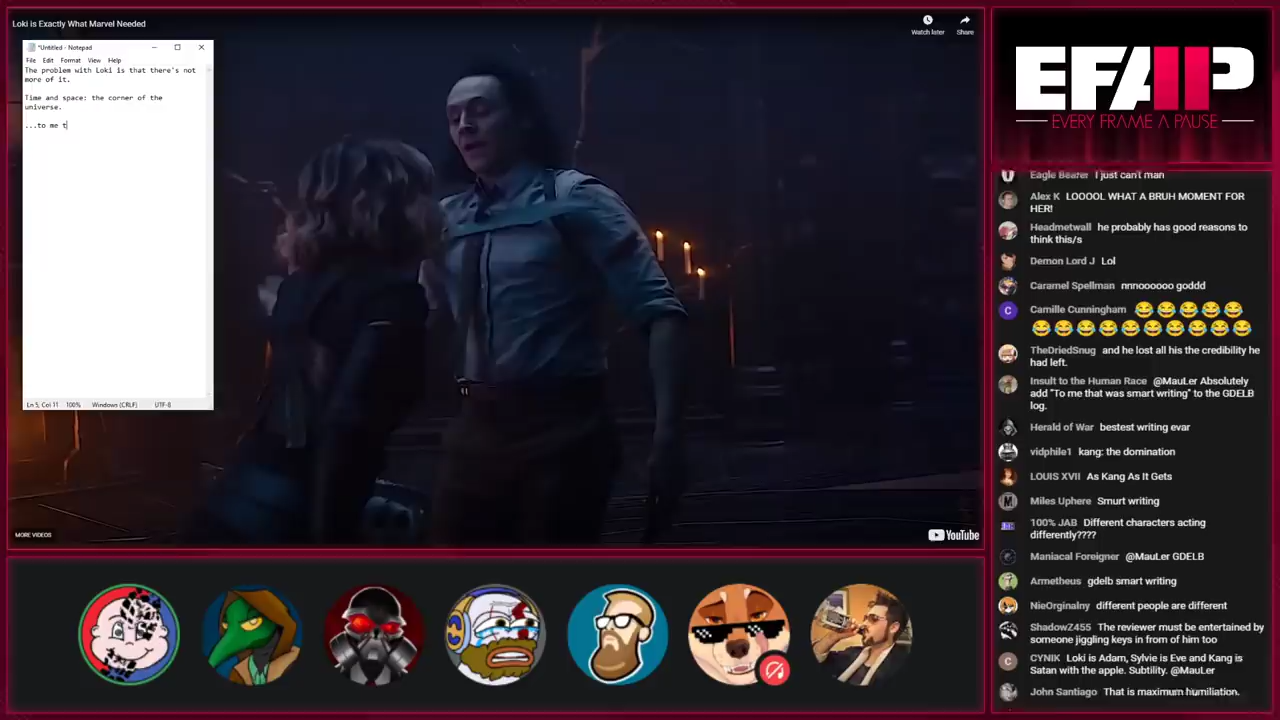 Loki is Exactly What Marvel Needed
Watch later
Share
*Untitled - Notepad
File Edit Format View Help
The problem with Loki is that there's not
more of it.
Time and space: the corner of the
universe.
...to me t
Ln 5, Col 11 100% Windows (CRLF) UTF-8
MORE VIDEOS
YouTube
EFAP
EVERY FRAME A PAUSE
Eagle Bearer I just can't man
Alex K LOOOOL WHAT A BRUH MOMENT FOR
HER!
Headmetwall he probably has good reasons to
think this/s
Demon Lord J Lol
Caramel Spellman nnnoooooo goddd
Camille Cunningham
TheDriedSnug and he lost all his the credibility he
had left.
Insult to the Human Race @MauLer Absolutely
add "To me that was smart writing" to the GDELB
log.
Herald of War bestest writing evar
vidphile1 kang: the domination
LOUIS XVII As Kang As It Gets
Miles Uphere Smurt writing
100% JAB Different characters acting
differently????
Maniacal Foreigner @MauLer GDELB
Armetheus gdelb smart writing
NieOrginalny different people are different
ShadowZ455 The reviewer must be entertained by
someone jiggling keys in from of him too
CYNIK Loki is Adam, Sylvie is Eve and Kang is
Satan with the apple. Subtility. @MauLer
John Santiago That is maximum humiliation.